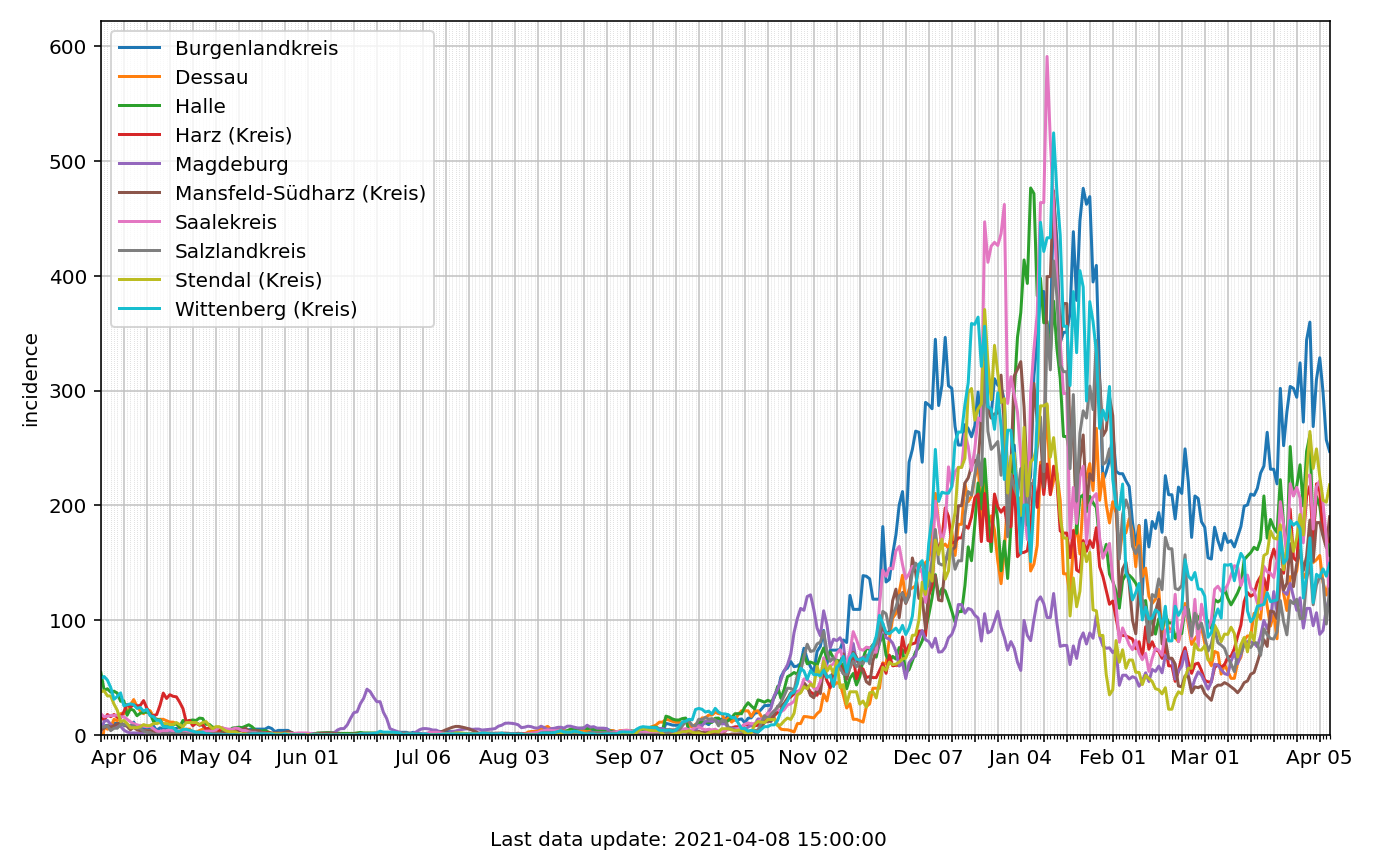 600
500
400
300
200
100
0
incidence
Burgenlandkreis
Dessau
Halle
Harz (Kreis)
Magdeburg
Mansfeld-Südharz (Kreis)
Saalekreis
Salzlandkreis
Stendal (Kreis)
Wittenberg (Kreis)
Apr 06 May 04 Jun 01 Jul 06 Aug 03 Sep 07 Oct 05 Nov 02 Dec 07 Jan 04 Feb 01 Mar 01 Apr 05
Last data update: 2021-04-08 15:00:00